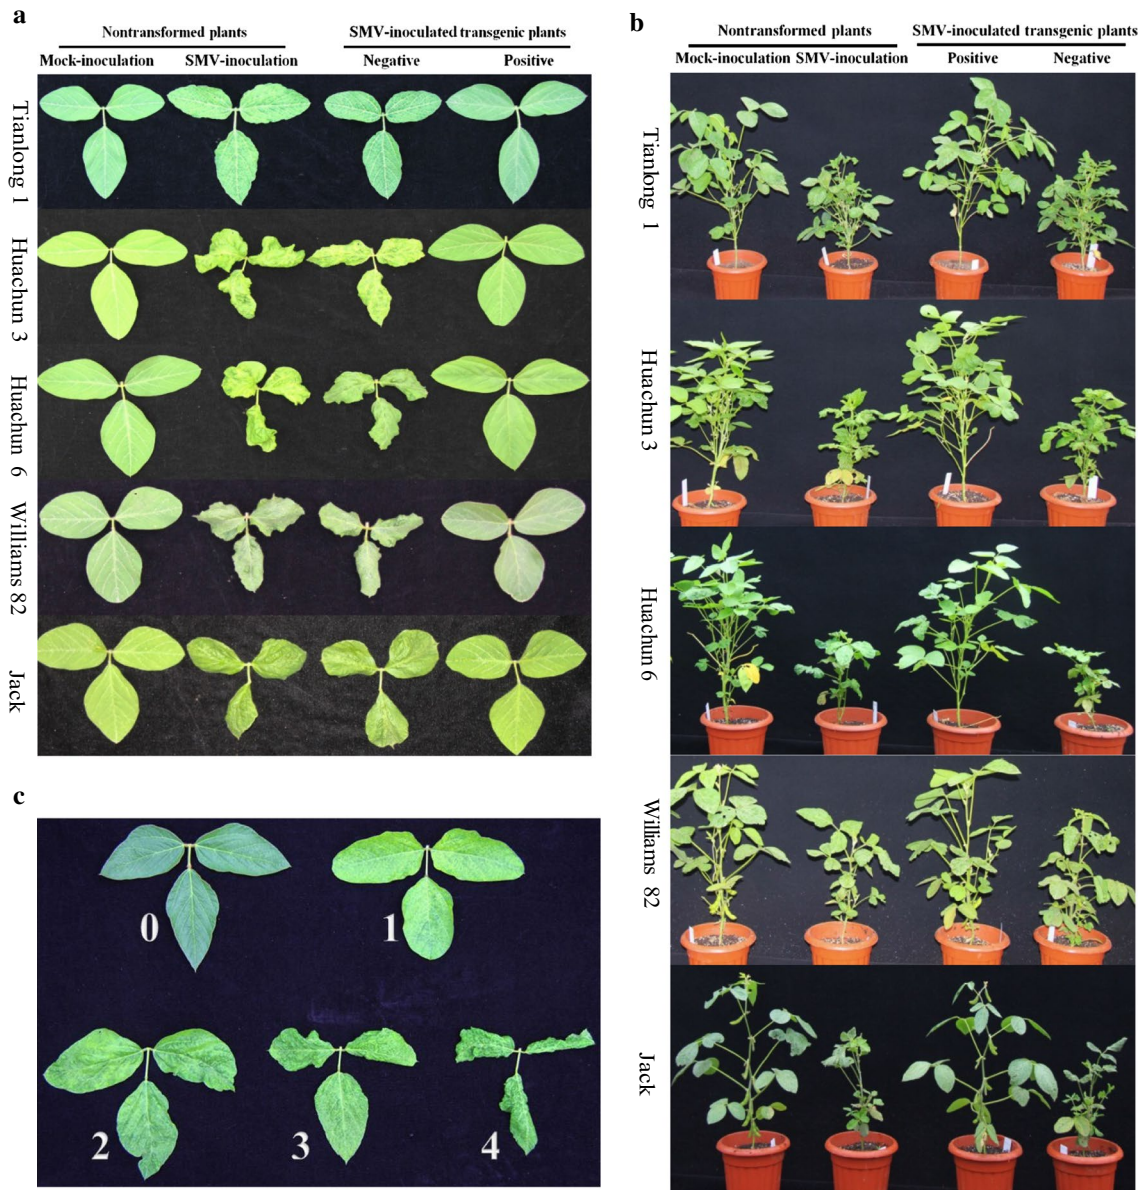 a
Nontransformed plants SMV-inoculated transgenic plants
Mock-inoculation SMV-inoculation Negative Positive
Tianlong 1
Huachun 3
Huachun 6
Williams 82
Jack
b
Nontransformed plants SMV-inoculated transgenic plants
Mock-inoculation SMV-inoculation Positive Negative
Tianlong 1
Huachun 3
Huachun 6
Williams 82
Jack
c
0 1
2 3 4